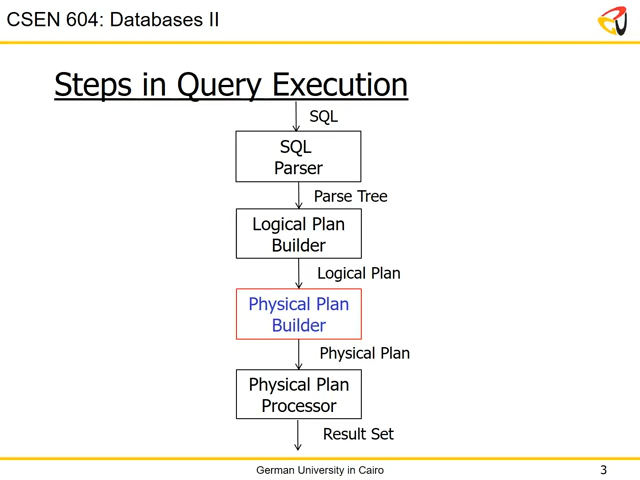 CSEN 604: Databases II
Steps in Query Execution
SQL
SQL
Parser
Parse Tree
Logical Plan
Builder
Logical Plan
Physical Plan
Builder
Physical Plan
Physical Plan
Processor
Result Set
German University in Cairo
3